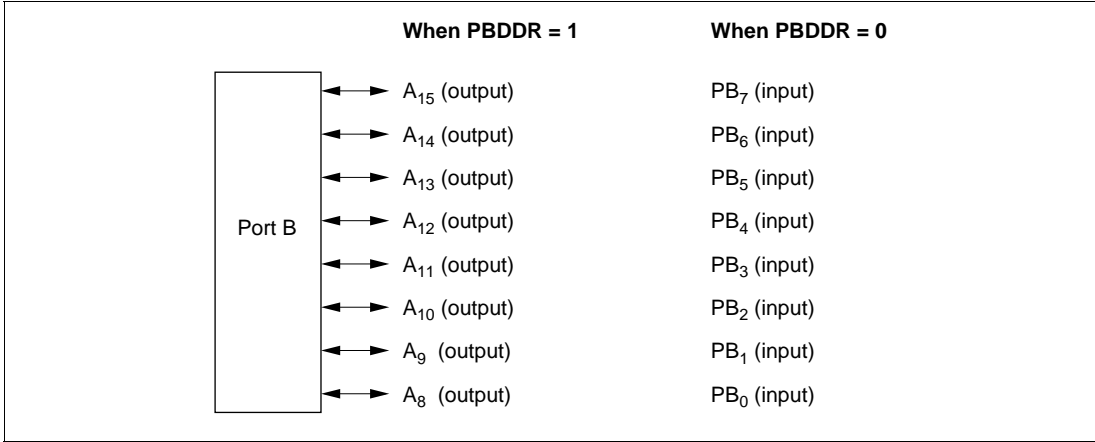 When PBDDR = 1 When PBDDR = 0
A15 (output) PB7 (input)
A14 (output) PB6 (input)
A13 (output) PB5 (input)
Port B A12 (output) PB4 (input)
A11 (output) PB3 (input)
A10 (output) PB2 (input)
A9 (output) PB1 (input)
A8 (output) PB0 (input)